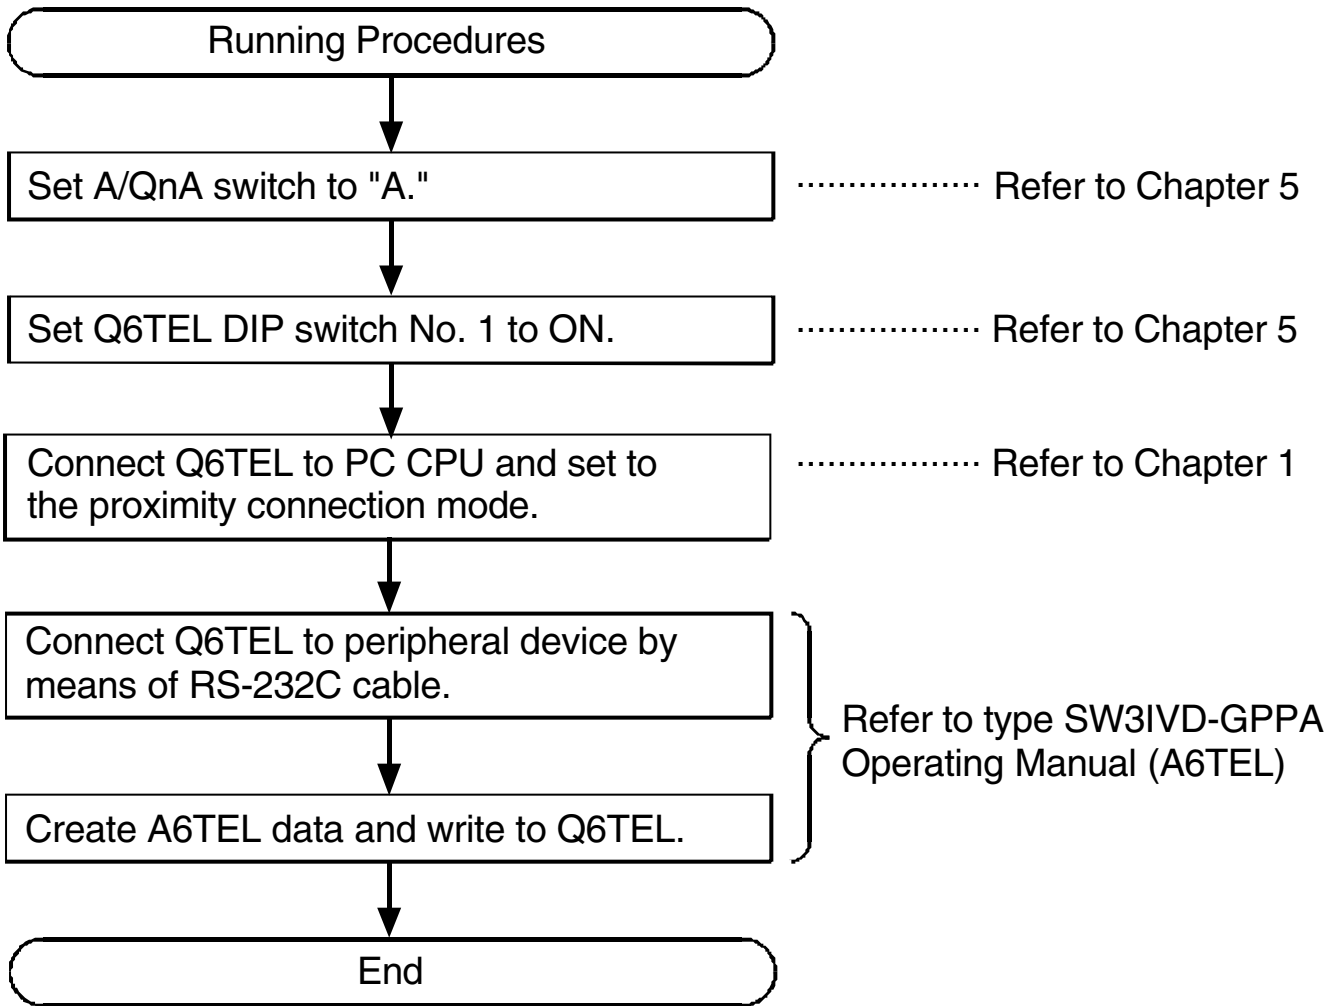 Running Procedures
Set A/QnA switch to "A."
Refer to Chapter 5
Set Q6TEL DIP switch No. 1 to ON.
Refer to Chapter 5
Connect Q6TEL to PC CPU and set to
the proximity connection mode.
Refer to Chapter 1
Connect Q6TEL to peripheral device by
means of RS-232C cable.
Create A6TEL data and write to Q6TEL.
Refer to type SW3IVD-GPPA
Operating Manual (A6TEL)
End